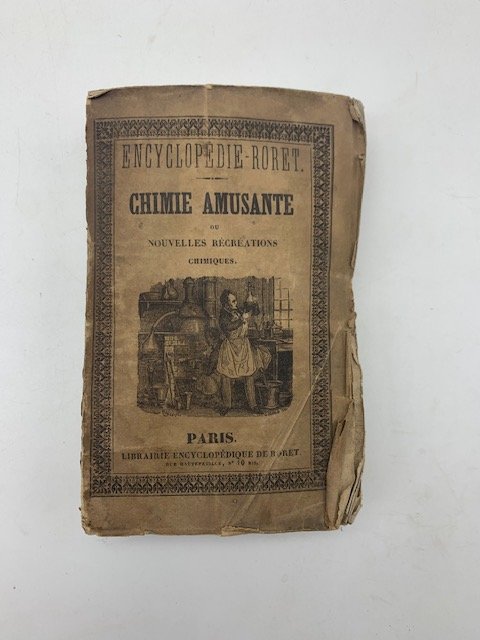 ENCYCLOPÉDIE-RORET.
CHIMIE AMUSANTE
OU
NOUVELLES RÉCRÉATIONS
CHIMIQUES.
PARIS.
LIBRAIRIE ENCYCLOPÉDIQUE DE RORET
RUE HAUTEFEUILLE, N° 10 BIS.